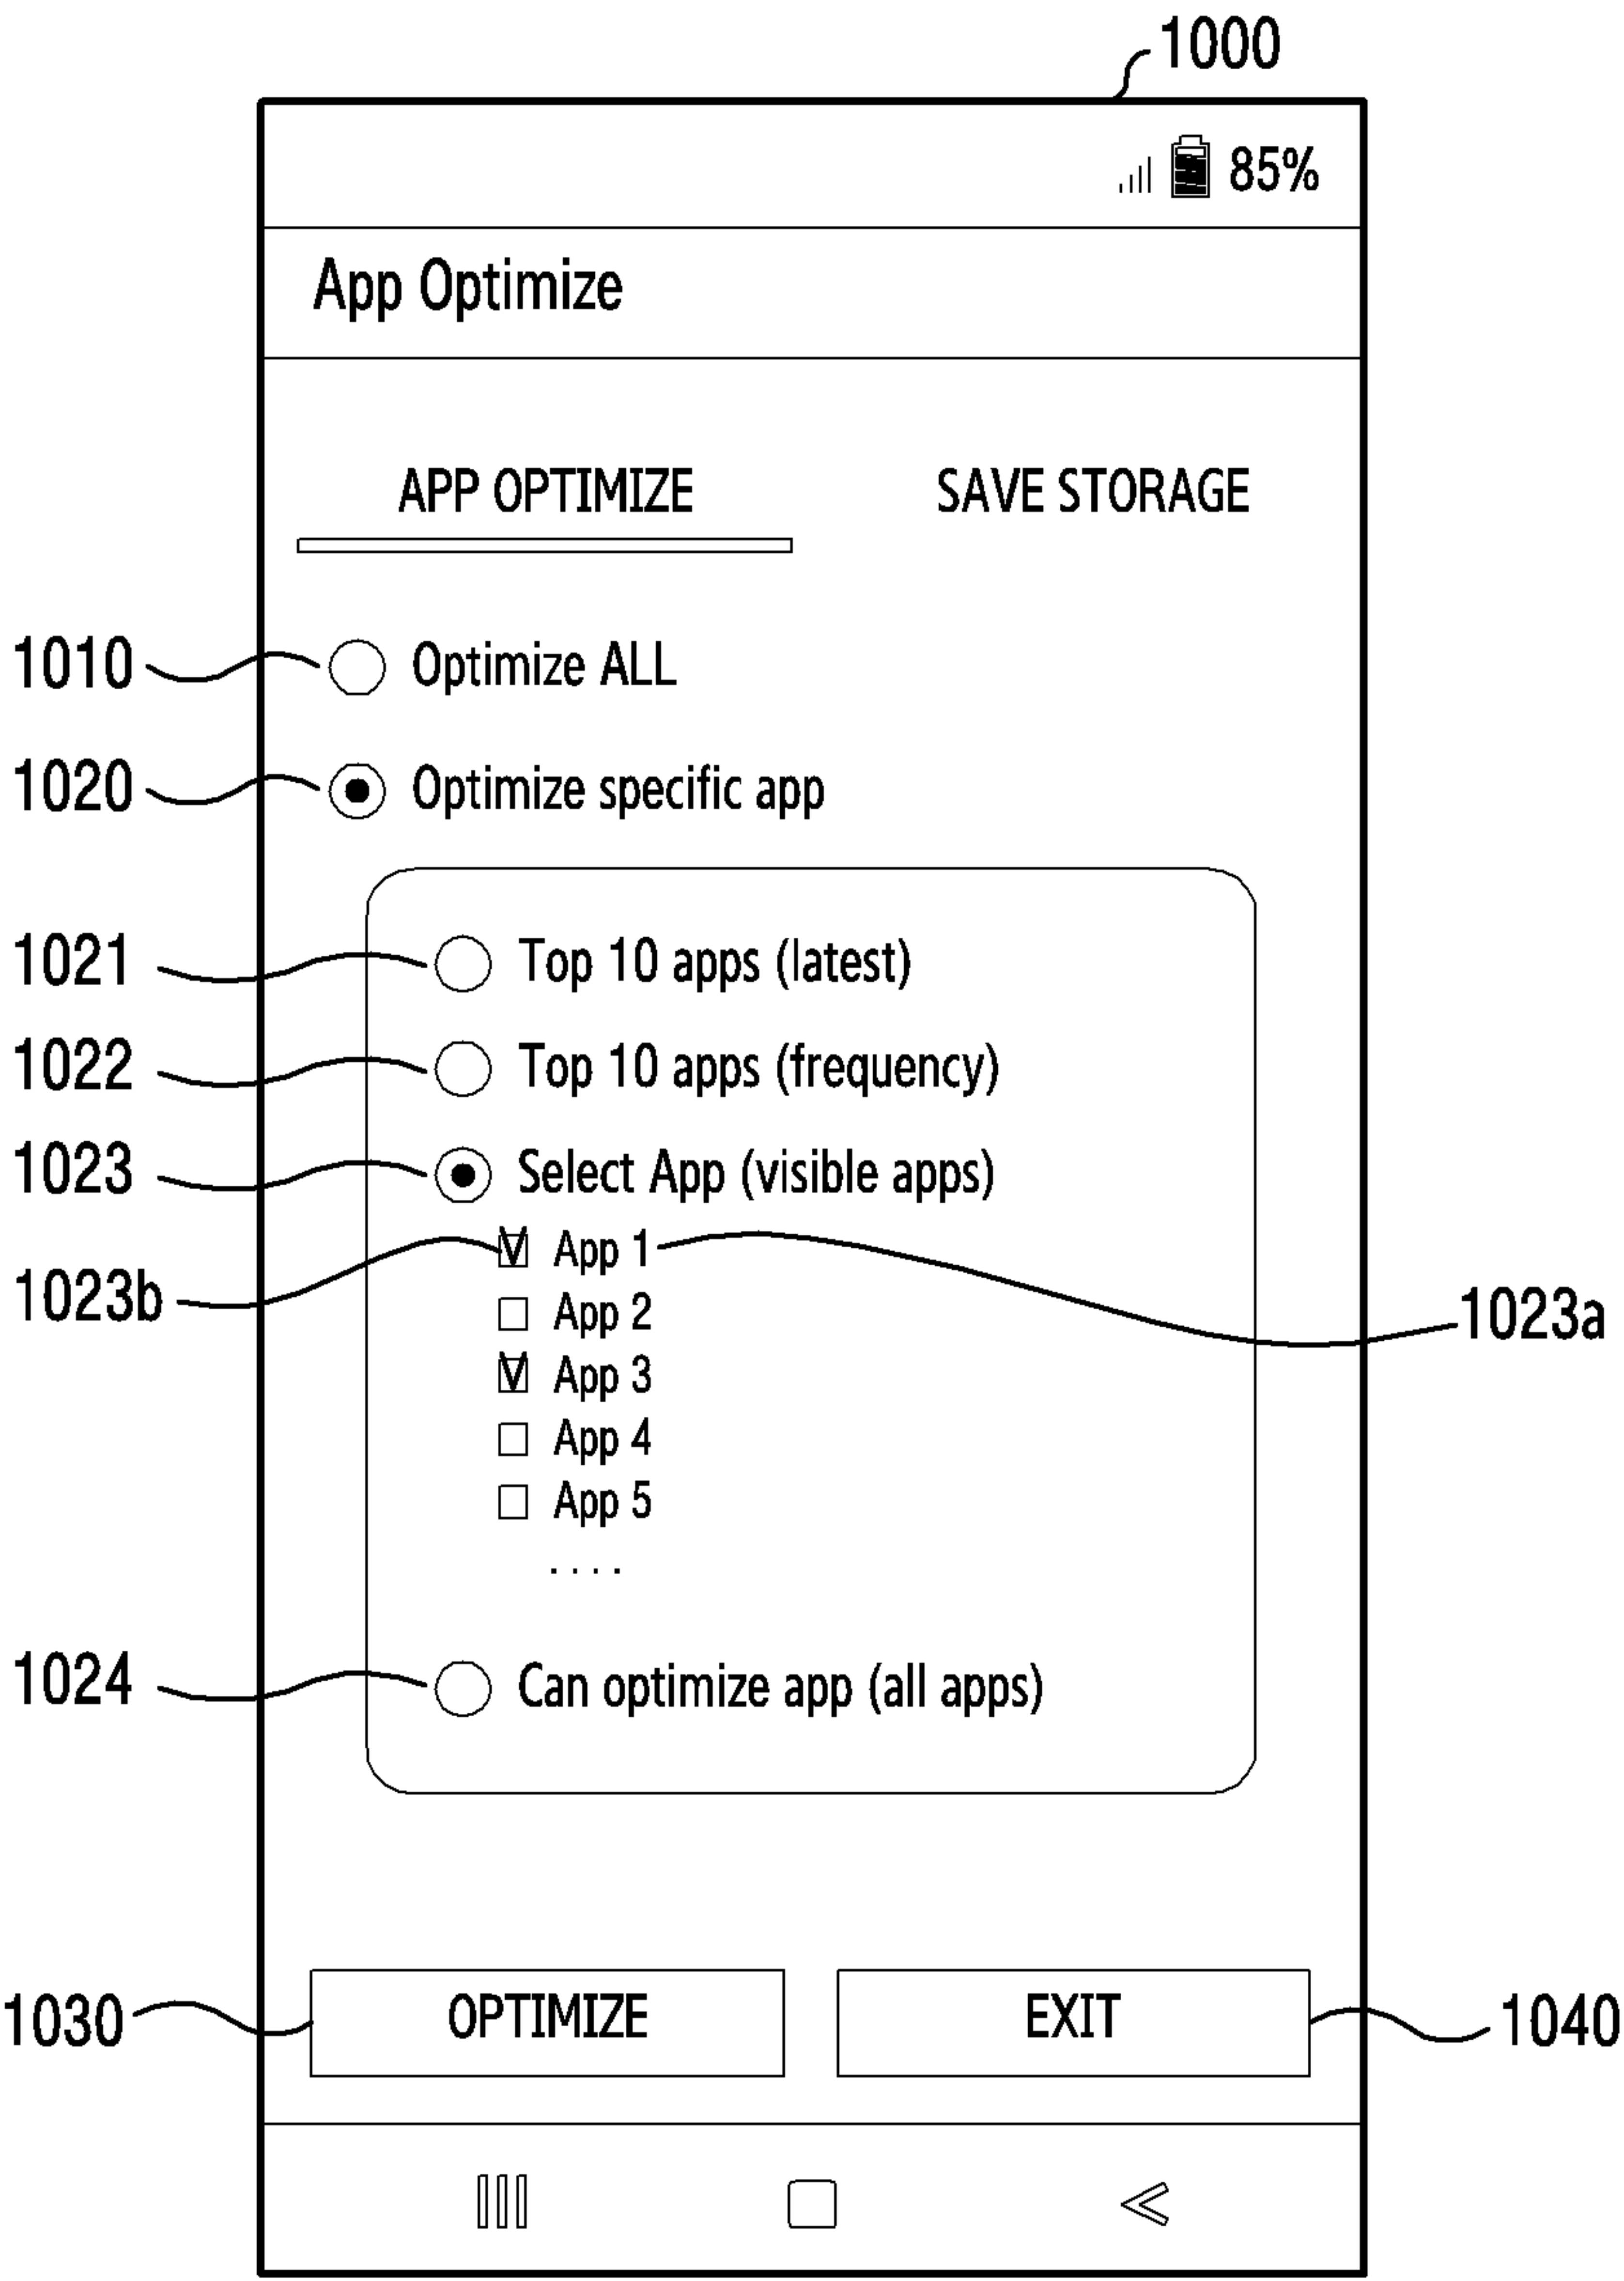 1000
85%
App Optimize
APP OPTIMIZE SAVE STORAGE
1010 Optimize ALL
1020 Optimize specific app
1021 Top 10 apps (latest)
1022 Top 10 apps (frequency)
1023 Select App (visible apps)
App 1
1023b App 2 1023a
App 3
App 4
App 5
....
1024 Can optimize app (all apps)
1030 OPTIMIZE EXIT 1040